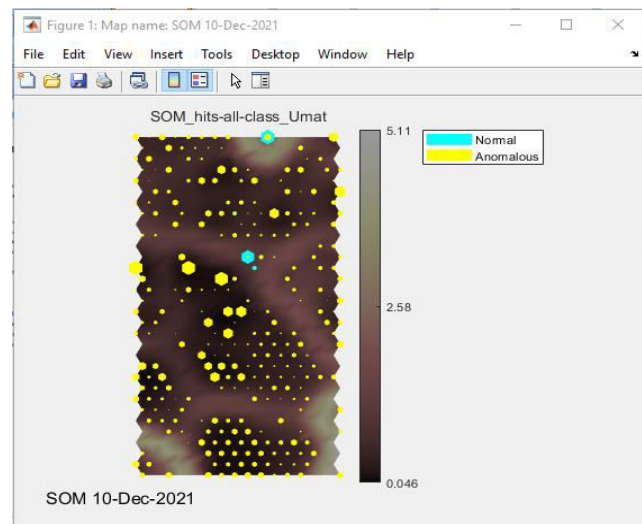 Figure 1: Map name: SOM 10-Dec-2021
File Edit View Insert Tools Desktop Window Help
SOM_hits-all-class_Umat
5.11
Normal
Anomalous
2.58
0.046
SOM 10-Dec-2021